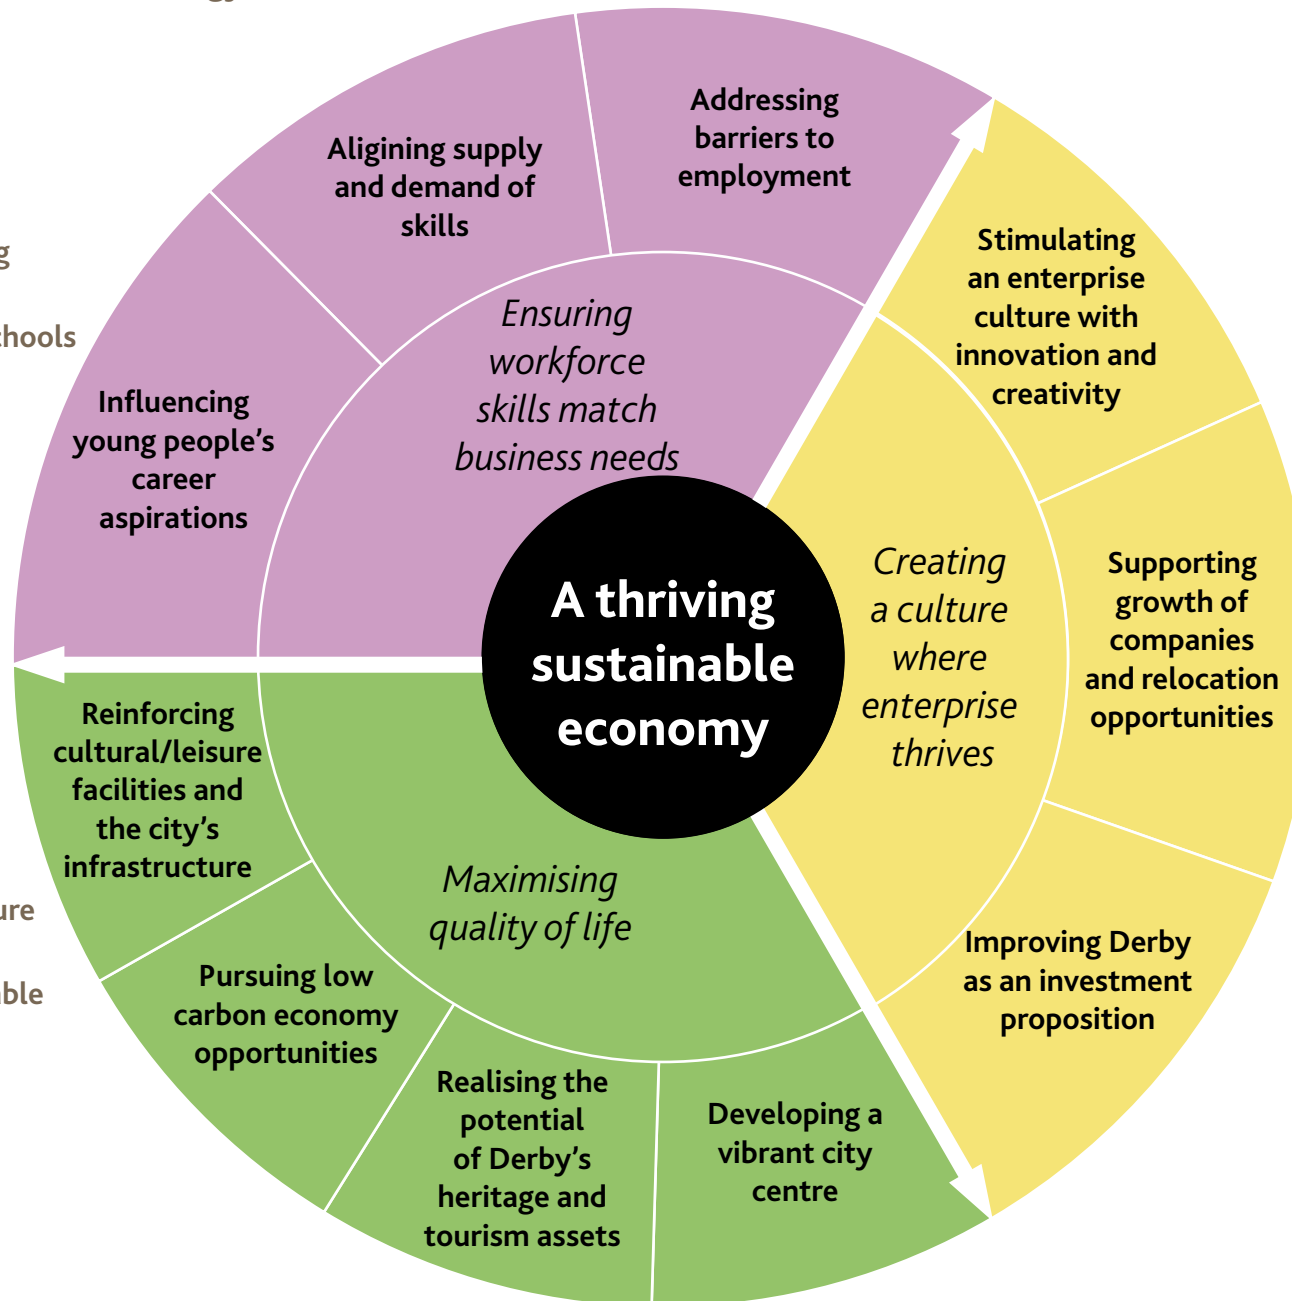 Addressing
barriers to
employment
Aligining supply
and demand of
skills
Influencing
young people's
career
aspirations
Ensuring
workforce
skills match
business needs
Stimulating
an enterprise
culture with
innovation and
creativity
Supporting
growth of
companies
and relocation
opportunities
Improving Derby
as an investment
proposition
Creating
a culture
where
enterprise
thrives
A thriving
sustainable
economy
Reinforcing
cultural/leisure
facilities and
the city's
infrastructure
Pursuing low
carbon economy
opportunities
Realising the
potential
of Derby's
heritage and
tourism assets
Developing a
vibrant city
centre
Maximising
quality of life